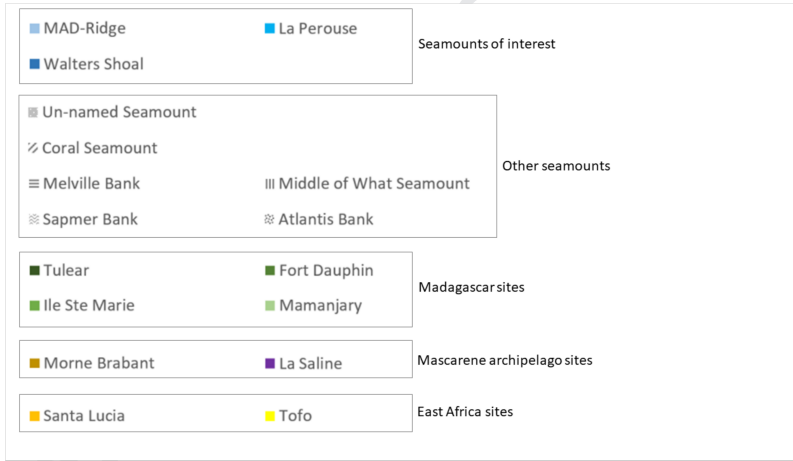 MAD-Ridge La Perouse
Walters Shoal
Seamounts of interest
Un-named Seamount
Coral Seamount
Melville Bank Middle of What Seamount
Sapmer Bank Atlantis Bank
Other seamounts
Tulear Fort Dauphin
Ile Ste Marie Mamanjary
Madagascar sites
Morne Brabant La Saline
Mascarene archipelago sites
Santa Lucia Tofo
East Africa sites